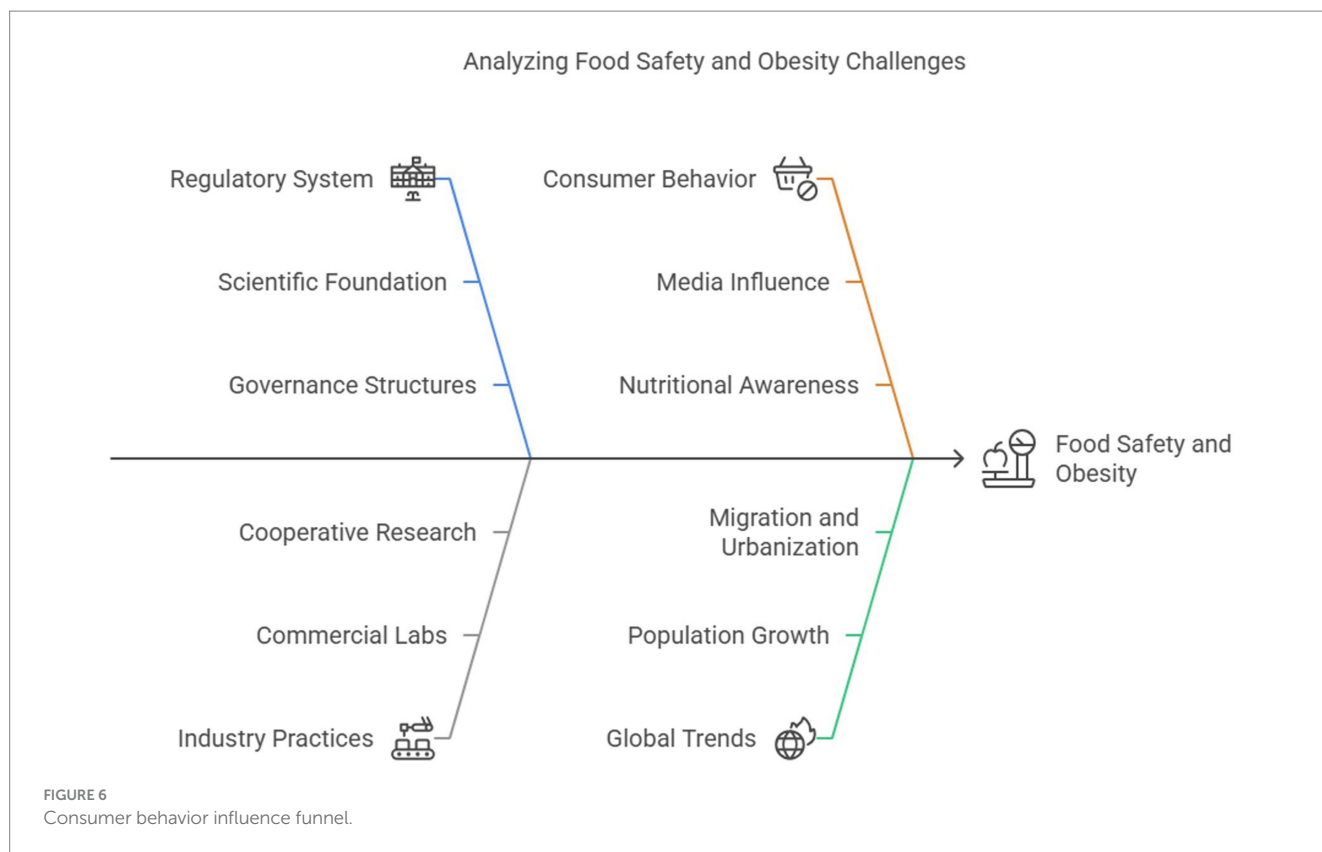 Analyzing Food Safety and Obesity Challenges
Regulatory System
Consumer Behavior
Scientific Foundation
Media Influence
Governance Structures
Nutritional Awareness
Food Safety and
Obesity
Cooperative Research
Migration and
Urbanization
Commercial Labs
Population Growth
Industry Practices
Global Trends
FIGURE 6
Consumer behavior influence funnel.